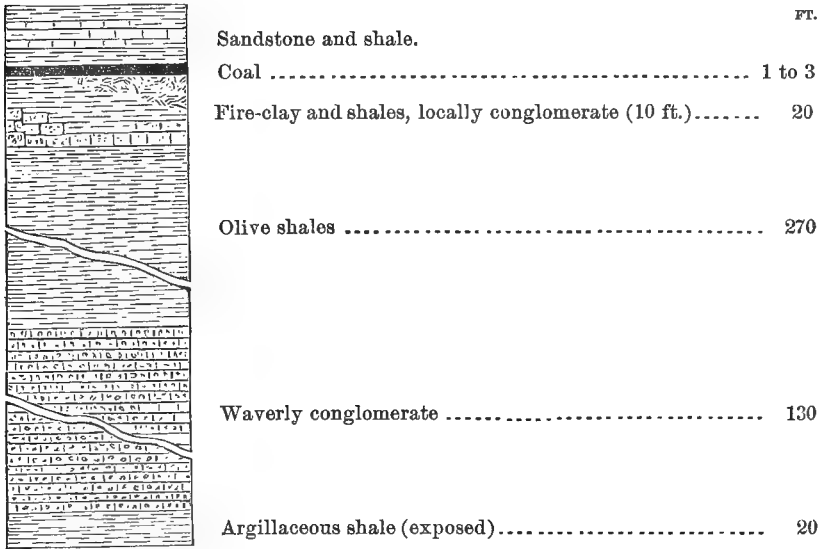 FT.
Sandstone and shale.
Coal ........................................................ 1 to 3
Fire-clay and shales, locally conglomerate (10 ft.)....... 20
Olive shales ................................................ 270
Waverly conglomerate .................................... 130
Argillaceous shale (exposed)............................. 20